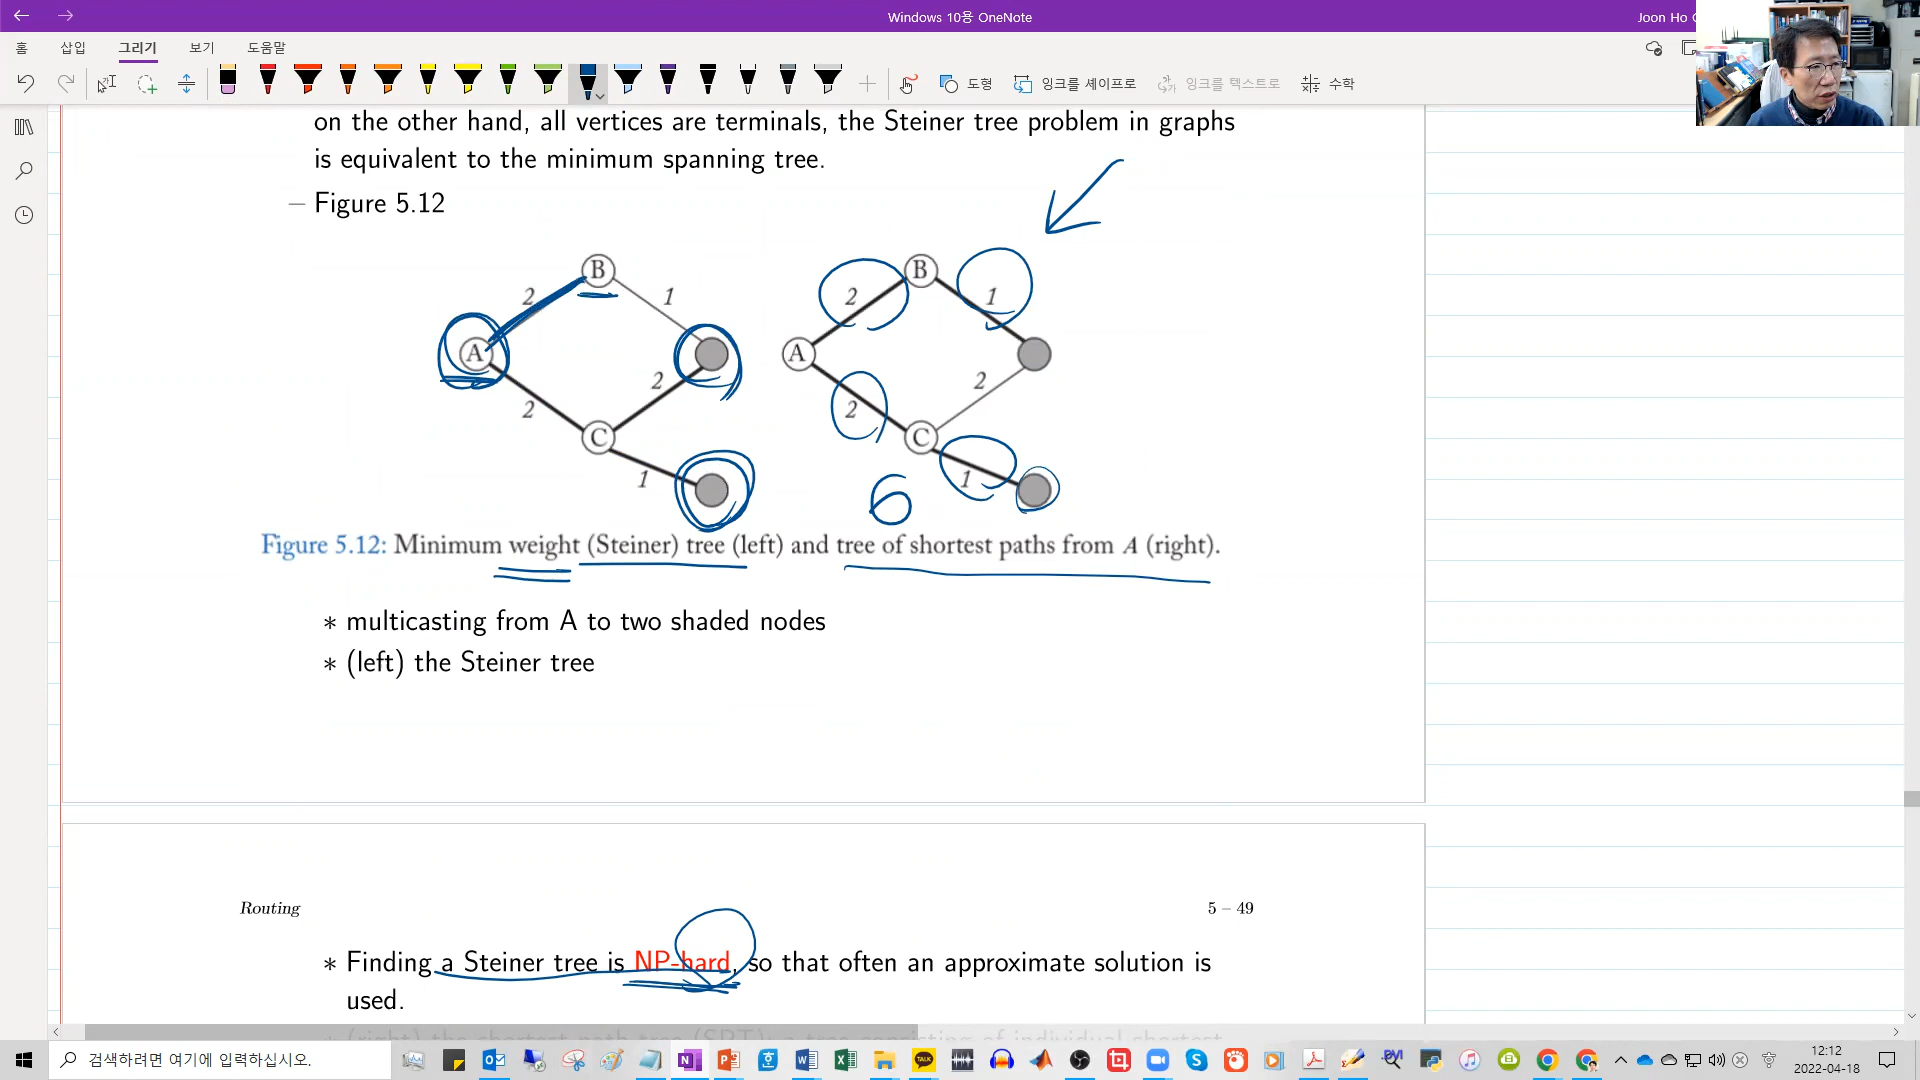 Windows 10용 OneNote
Joon Ho
홈 삽입 그리기 보기 도움말
도형 잉크를 셰이프로 잉크를 텍스트로 수학
on the other hand, all vertices are terminals, the Steiner tree problem in graphs
is equivalent to the minimum spanning tree.
– Figure 5.12
B B
2 1 2 1
A A
2 2 2 2
C C
1 6 1
Figure 5.12: Minimum weight (Steiner) tree (left) and tree of shortest paths from A (right).
∗ multicasting from A to two shaded nodes
∗ (left) the Steiner tree
Routing 5 – 49
∗ Finding a Steiner tree is NP-hard, so that often an approximate solution is
used.
검색하려면 여기에 입력하십시오.
12:12
2022-04-18